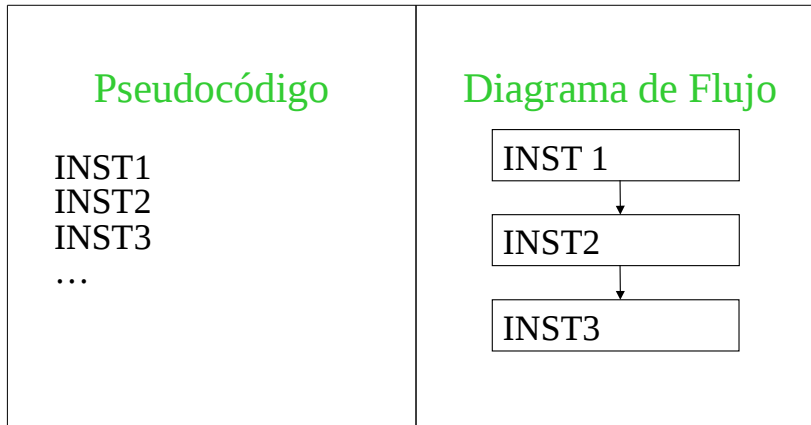 Pseudocódigo
INST1
INST2
INST3
…
Diagrama de Flujo
INST 1
INST2
INST3